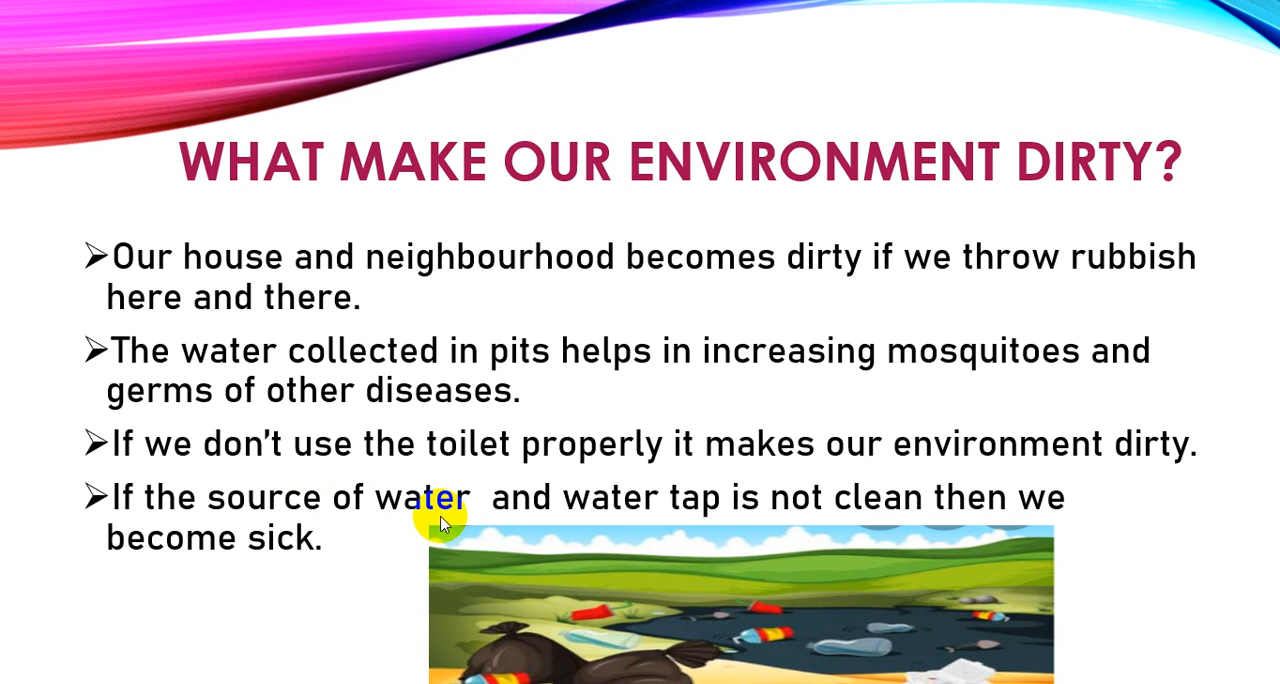 WHAT MAKE OUR ENVIRONMENT DIRTY?
➢Our house and neighbourhood becomes dirty if we throw rubbish
here and there.
➢The water collected in pits helps in increasing mosquitoes and
germs of other diseases.
➢If we don't use the toilet properly it makes our environment dirty.
➢If the source of water and water tap is not clean then we
become sick.